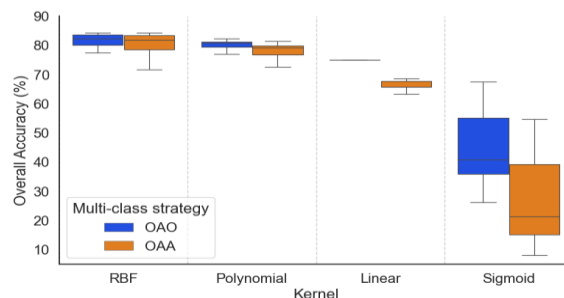 90
80
70
60
50
40
30
20
10
Overall Accuracy (%)
Multi-class strategy
OAO
OAA
RBF Polynomial Linear Sigmoid
Kernel